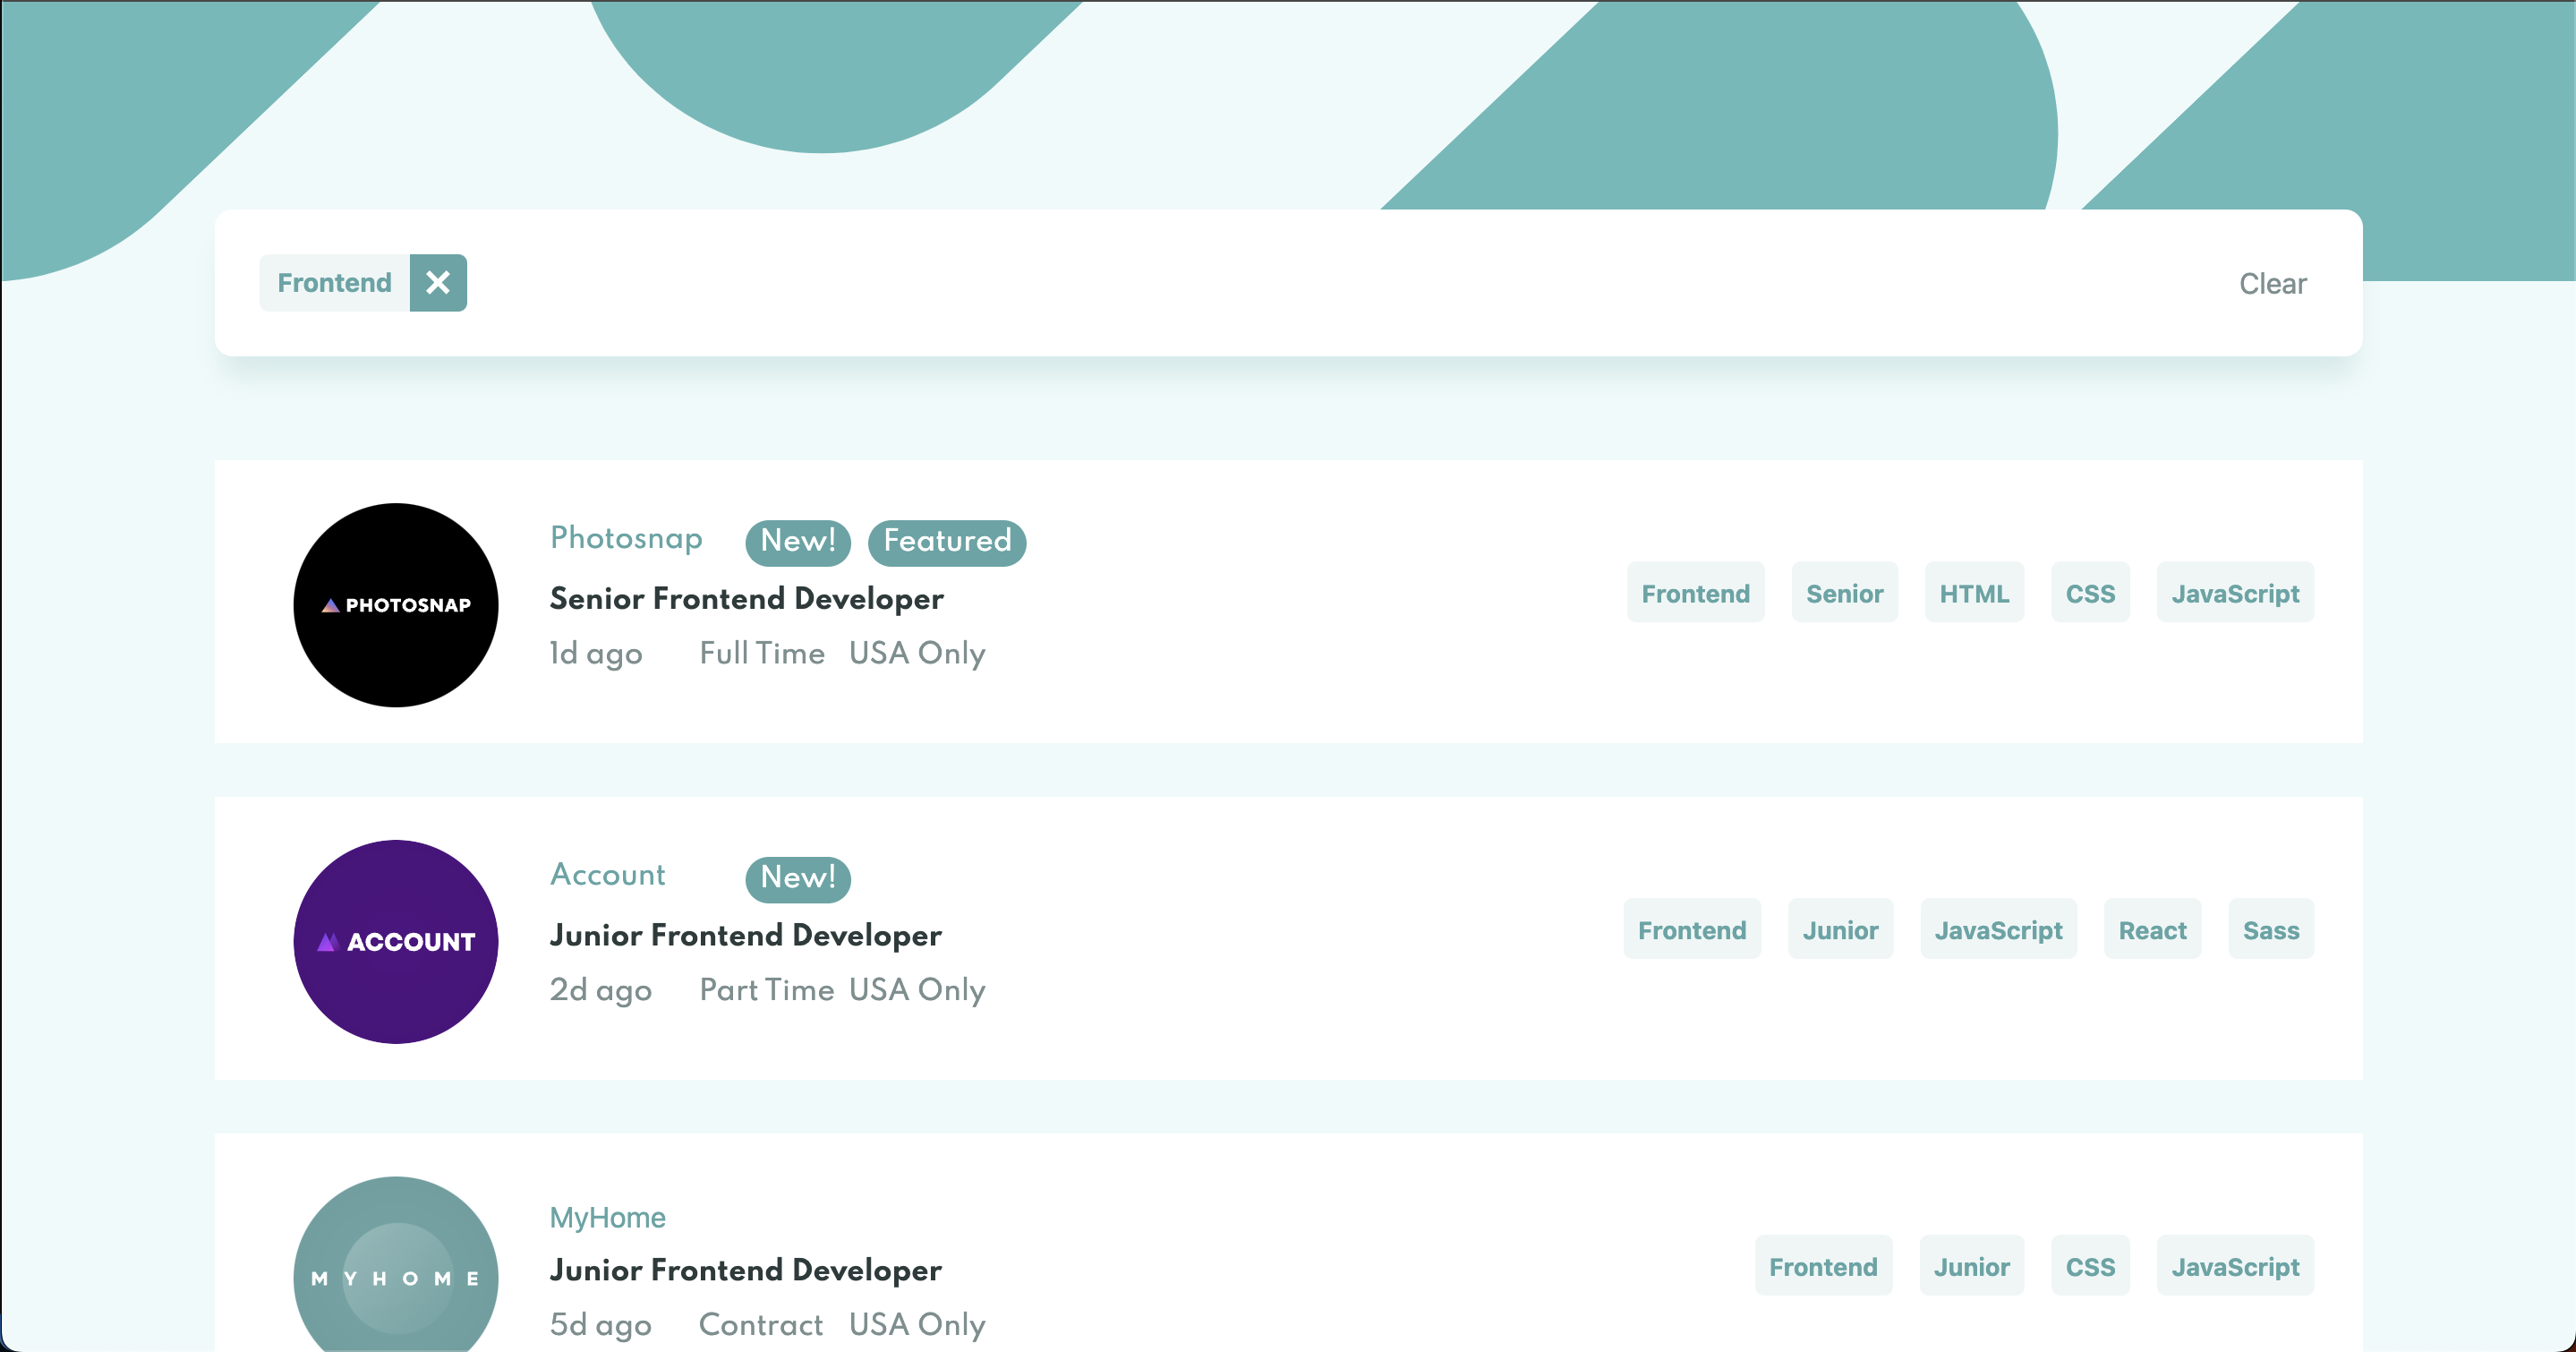 Frontend Clear
PHOTOSNAP
Photosnap New! Featured
Senior Frontend Developer
1d ago Full Time USA Only
Frontend Senior HTML CSS JavaScript
ACCOUNT
Account New!
Junior Frontend Developer
2d ago Part Time USA Only
Frontend Junior JavaScript React Sass
MYHOME
MyHome
Junior Frontend Developer
5d ago Contract USA Only
Frontend Junior CSS JavaScript